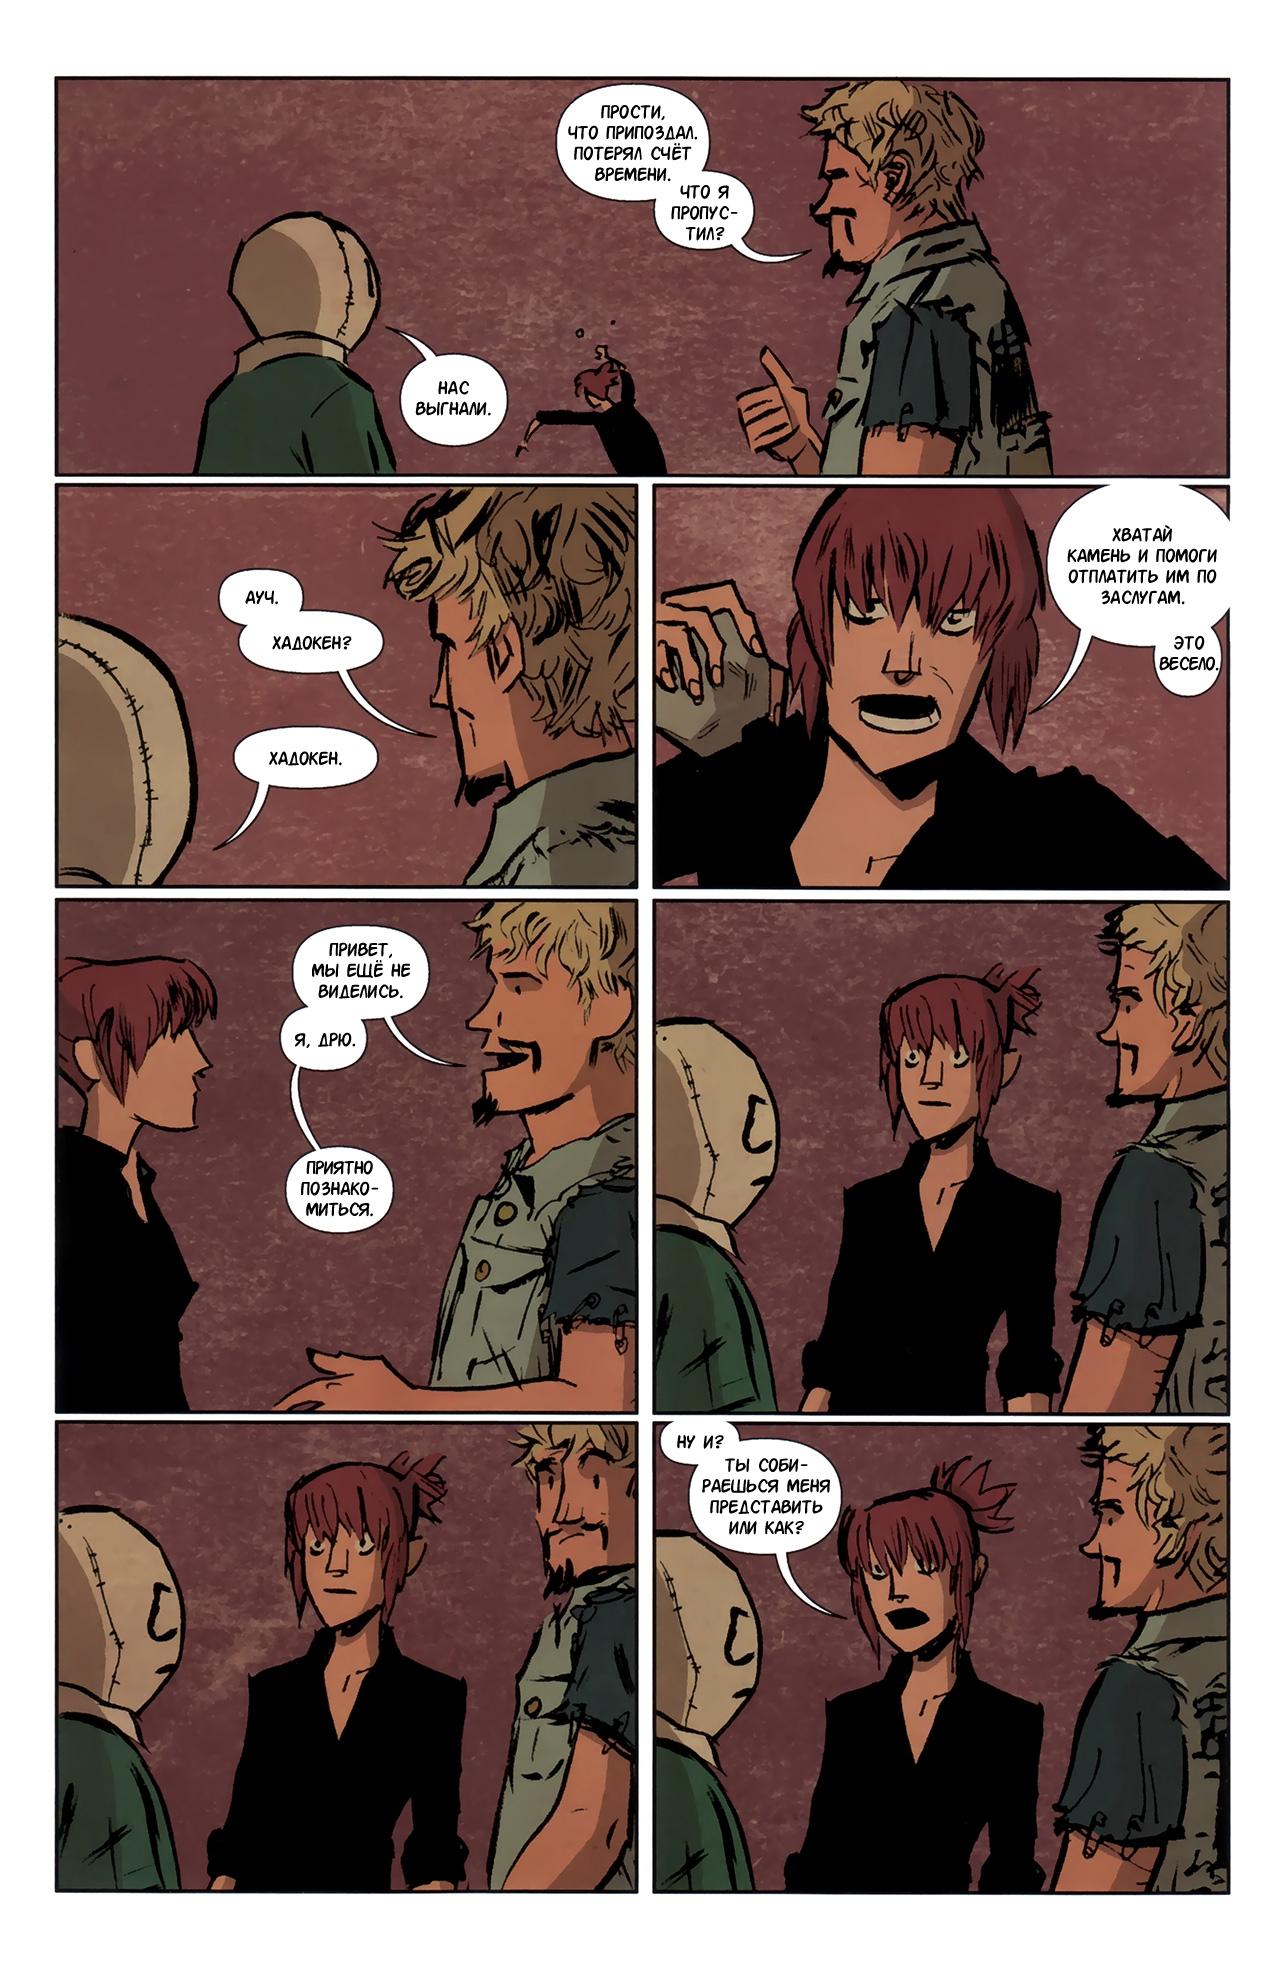 ПРОСТИ,
ЧТО ПРИПОЗДАЛ.
ПОТЕРЯЛ СЧЁТ
ВРЕМЕНИ.
ЧТО Я
ПРОПУС-
ТИЛ?
НАС
ВЫГНАЛИ.
АУЧ.
ХАДОКЕН?
ХАДОКЕН.
ХВАТАЙ
КАМЕНЬ И ПОМОГИ
ОТПЛАТИТЬ ИМ ПО
ЗАСЛУГАМ.
ЭТО
ВЕСЕЛО.
ПРИВЕТ,
МЫ ЕЩЁ НЕ
ВИДЕЛИСЬ.
Я, ДРЮ.
ПРИЯТНО
ПОЗНАКО-
МИТЬСЯ.
НУ И?
ТЫ СОБИ-
РАЕШЬСЯ МЕНЯ
ПРЕДСТАВИТЬ
ИЛИ КАК?